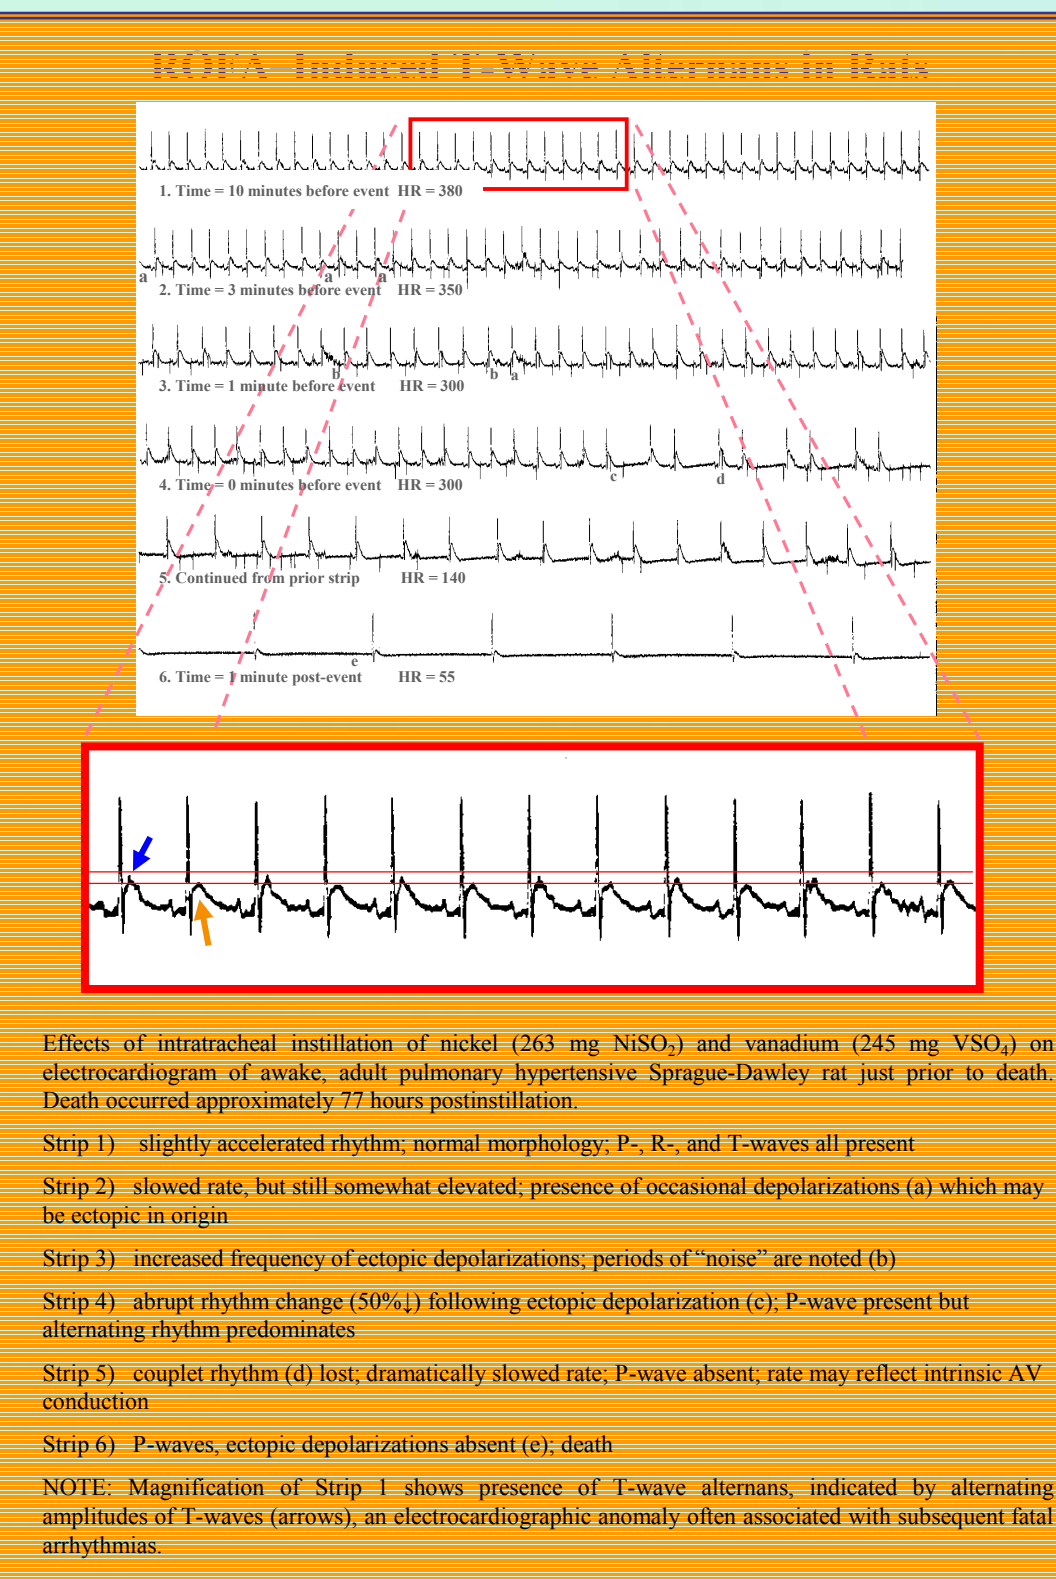 ROFA-Induced T-Wave Alternans in Rats
1. Time = 10 minutes before event HR = 380
a a a
2. Time = 3 minutes before event HR = 350
b b a
3. Time = 1 minute before event HR = 300
c d
4. Time = 0 minutes before event HR = 300
5. Continued from prior strip HR = 140
e
6. Time = 1 minute post-event HR = 55
Effects of intratracheal instillation of nickel (263 mg NiSO₂) and vanadium (245 mg VSO₄) on
electrocardiogram of awake, adult pulmonary hypertensive Sprague-Dawley rat just prior to death.
Death occurred approximately 77 hours postinstillation.
Strip 1) slightly accelerated rhythm; normal morphology; P-, R-, and T-waves all present
Strip 2) slowed rate, but still somewhat elevated; presence of occasional depolarizations (a) which may
be ectopic in origin
Strip 3) increased frequency of ectopic depolarizations; periods of “noise” are noted (b)
Strip 4) abrupt rhythm change (50%↓) following ectopic depolarization (c); P-wave present but
alternating rhythm predominates
Strip 5) couplet rhythm (d) lost; dramatically slowed rate; P-wave absent; rate may reflect intrinsic AV
conduction
Strip 6) P-waves, ectopic depolarizations absent (e); death
NOTE: Magnification of Strip 1 shows presence of T-wave alternans, indicated by alternating
amplitudes of T-waves (arrows), an electrocardiographic anomaly often associated with subsequent fatal
arrhythmias.